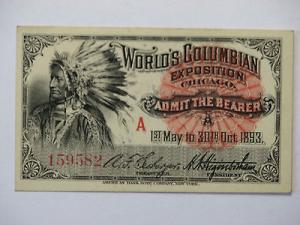 WORLD'S COLUMBIAN
EXPOSITION
CHICAGO.
ADMIT THE BEARER
A
A
1ST May to 30TH Oct 1893.
159582
TREASURER.
PRESIDENT
AMERICAN BANK NOTE COMPANY, NEW YORK.